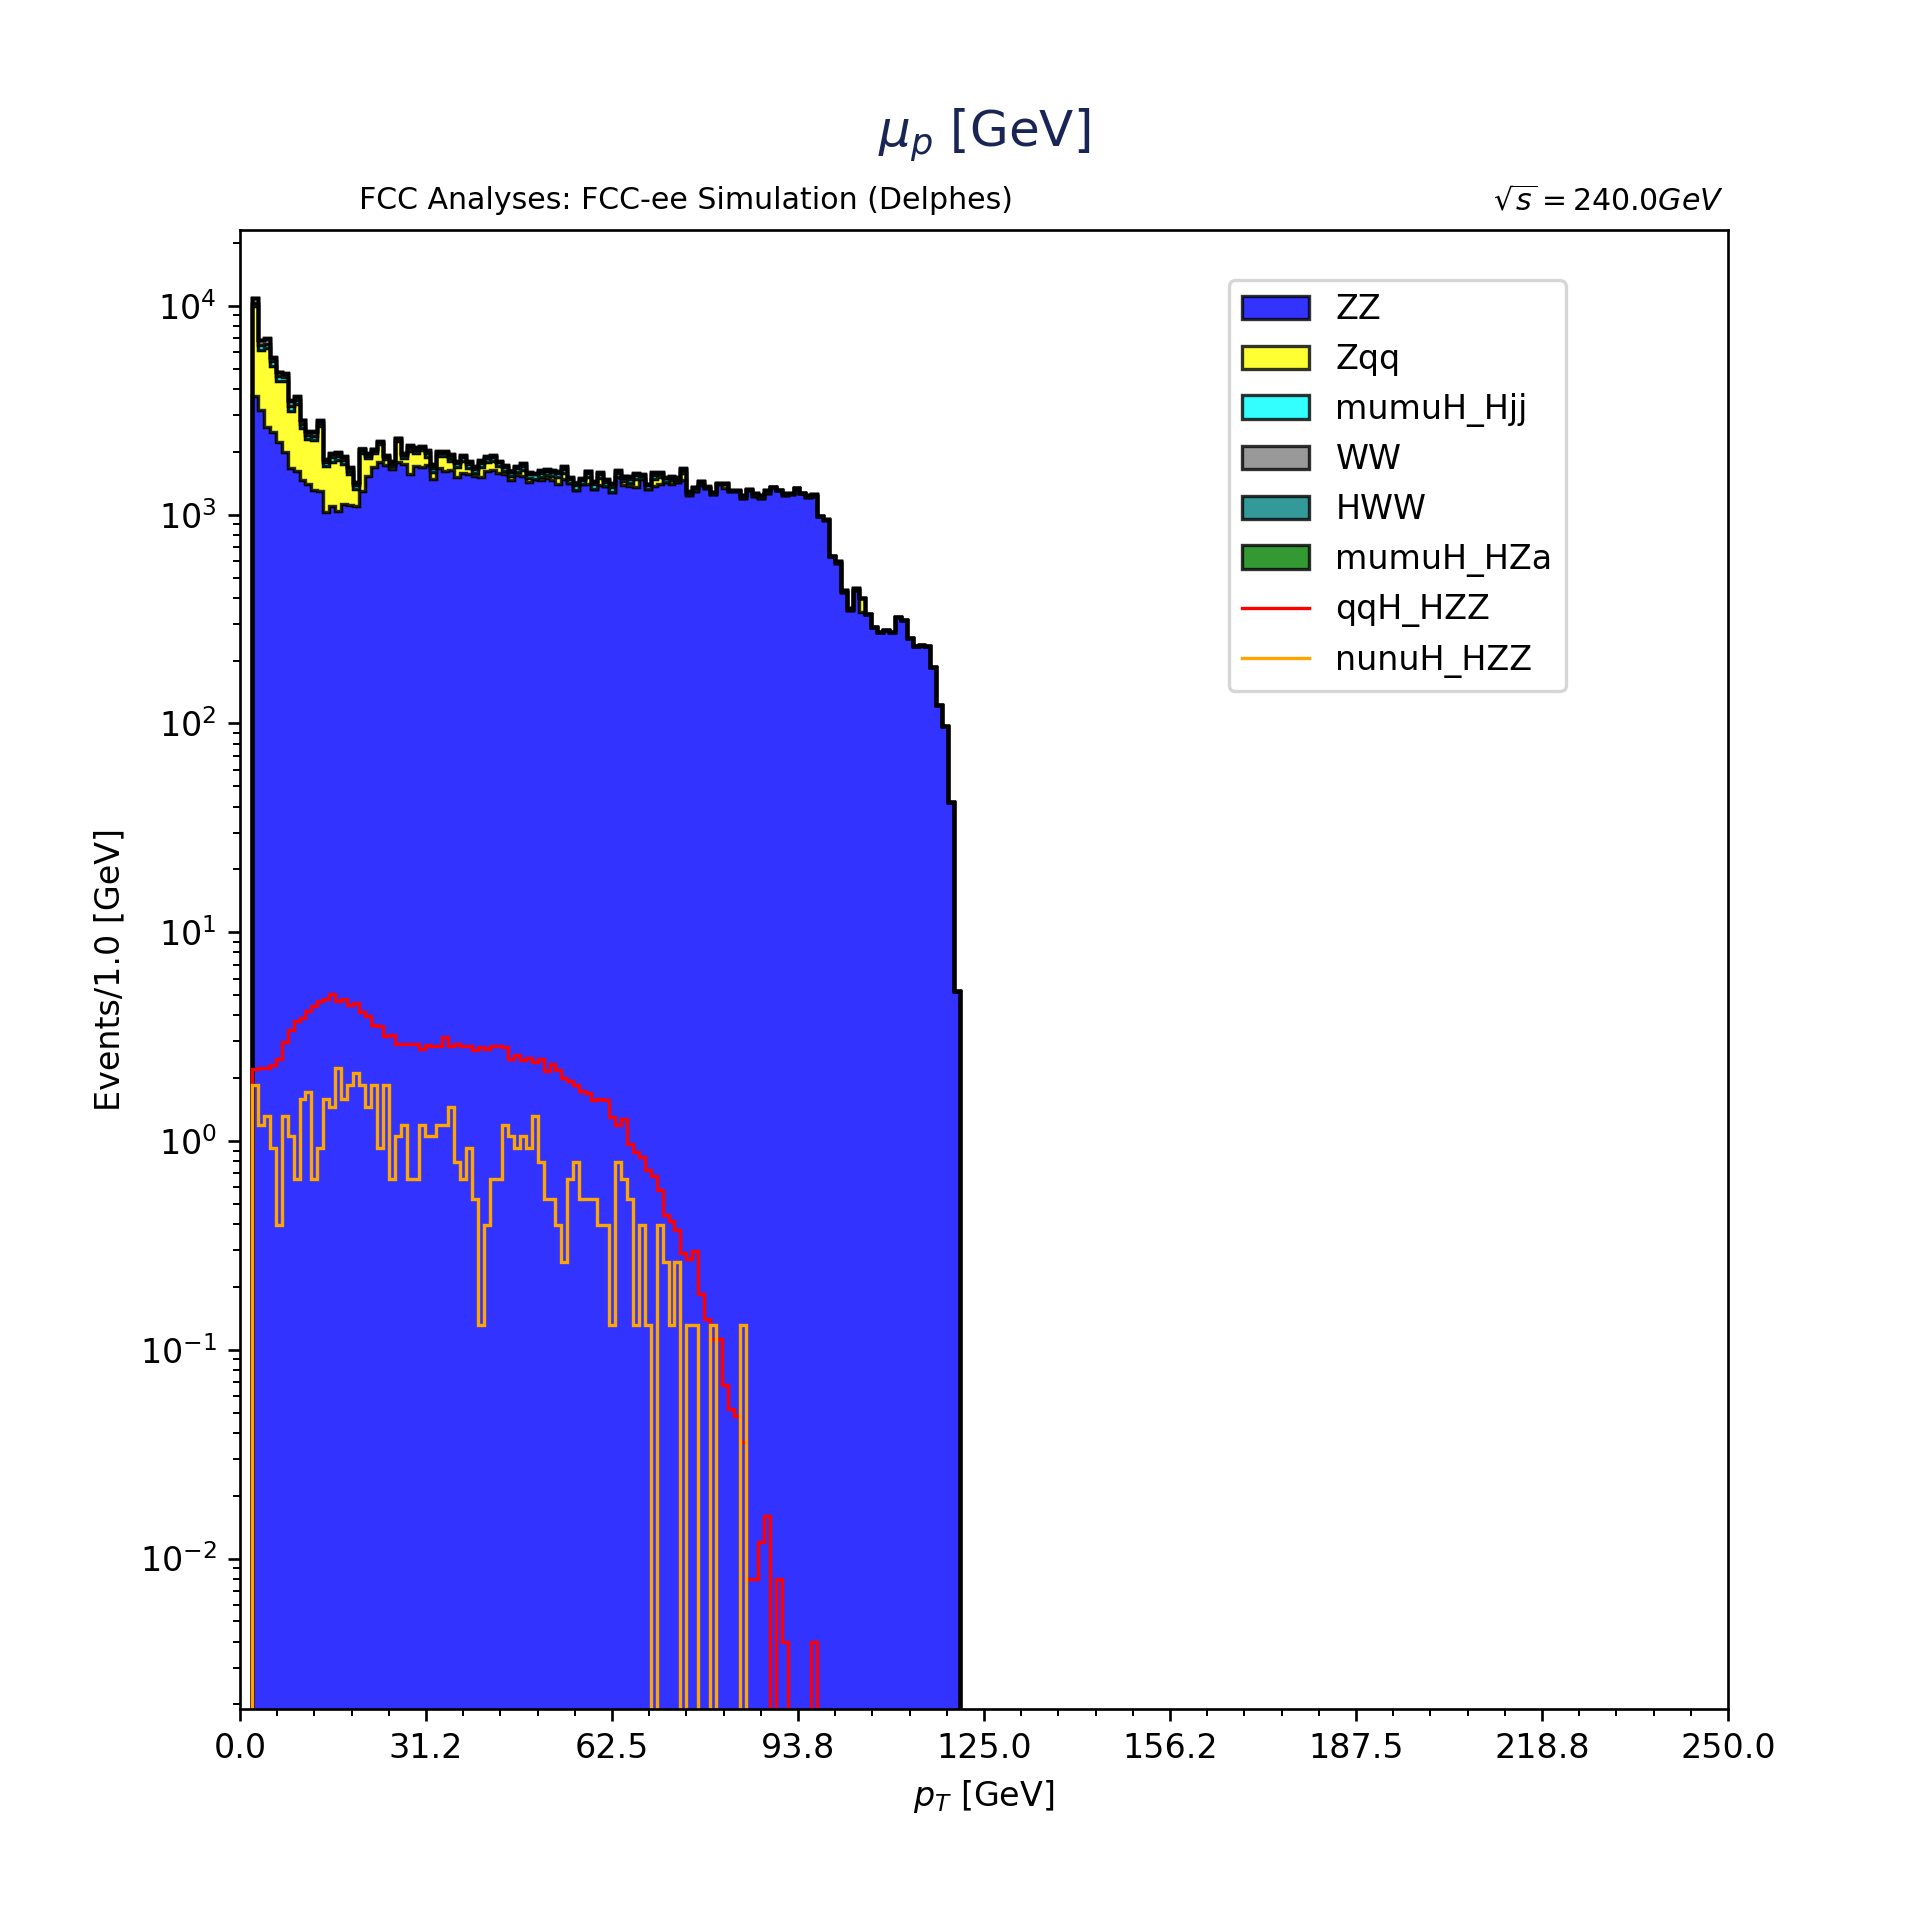 μ_p [GeV]
FCC Analyses: FCC-ee Simulation (Delphes)
√s = 240.0GeV
10^4
10^3
10^2
10^1
10^0
10^−1
10^−2
Events/1.0 [GeV]
ZZ
Zqq
mumuH_Hjj
WW
HWW
mumuH_HZa
qqH_HZZ
nunuH_HZZ
0.0 31.2 62.5 93.8 125.0 156.2 187.5 218.8 250.0
p_T [GeV]